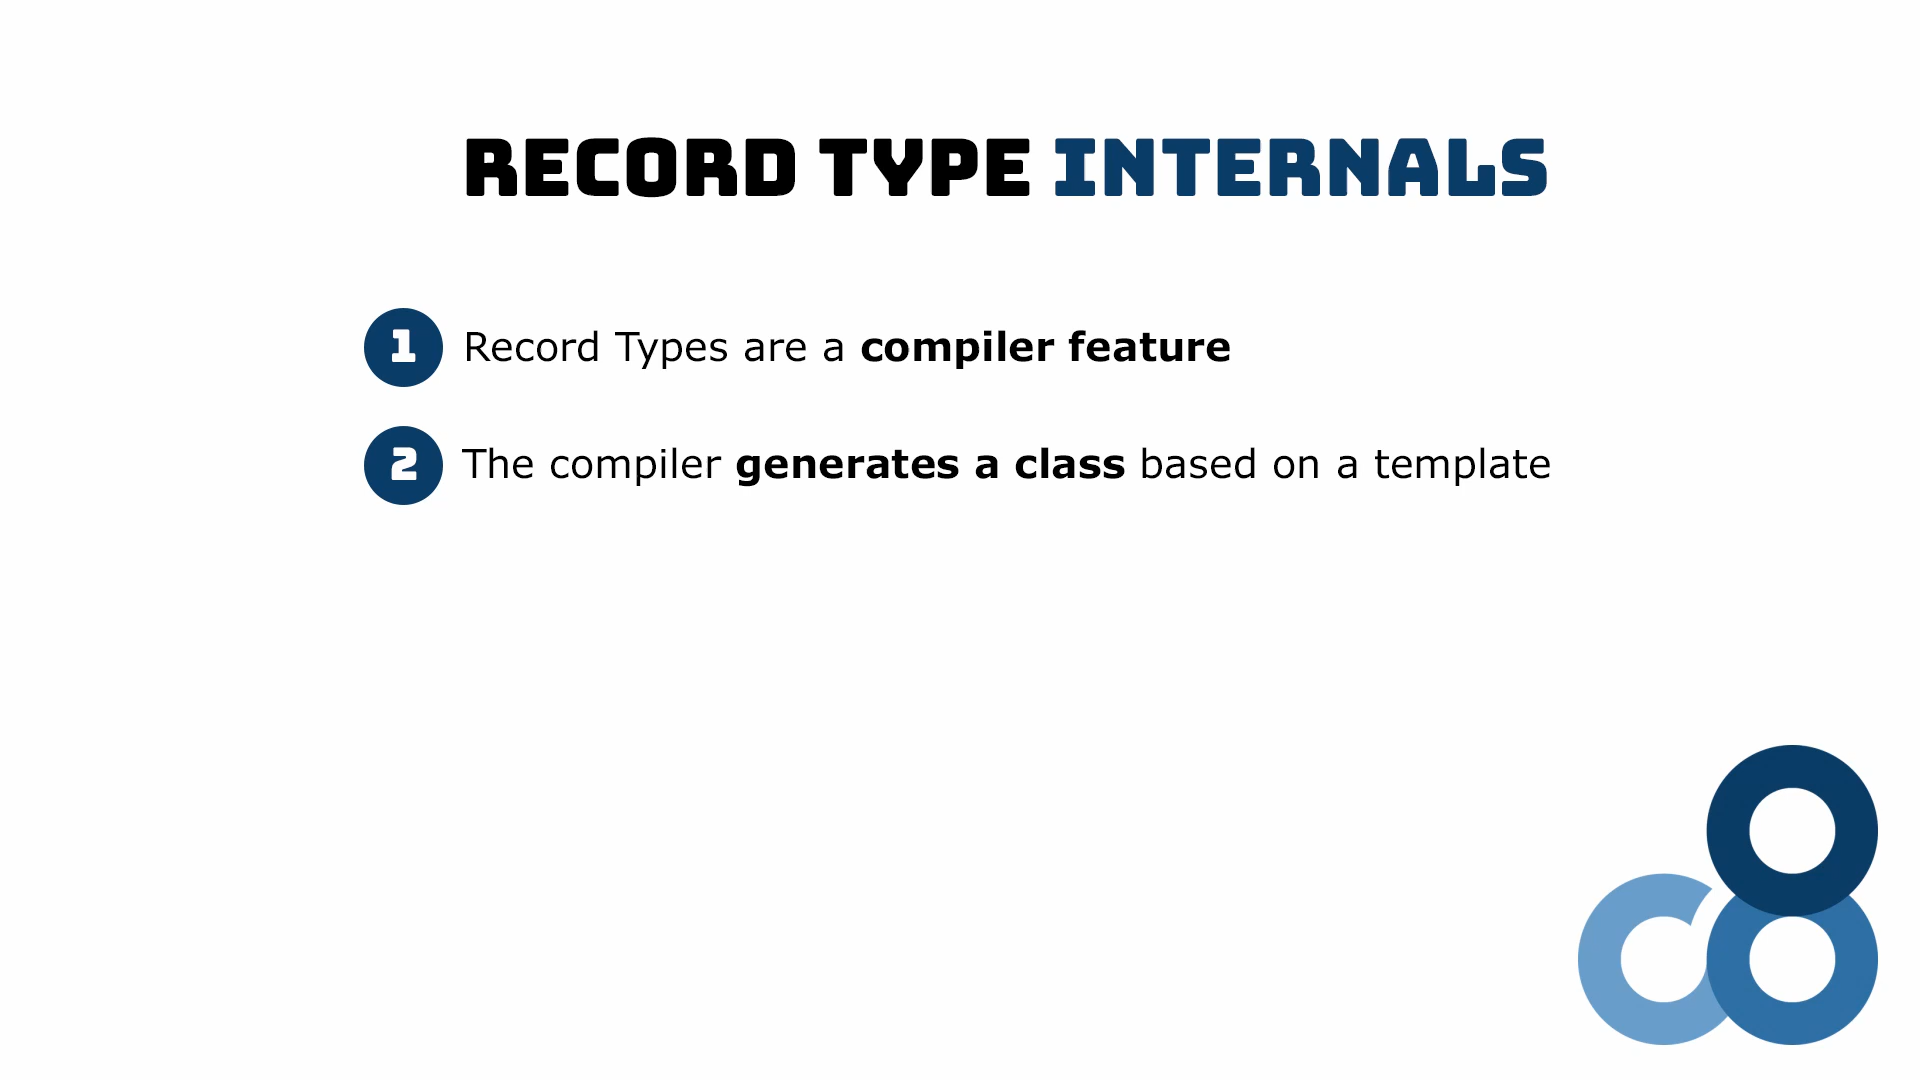 RECORD TYPE INTERNALS
1 Record Types are a compiler feature
2 The compiler generates a class based on a template